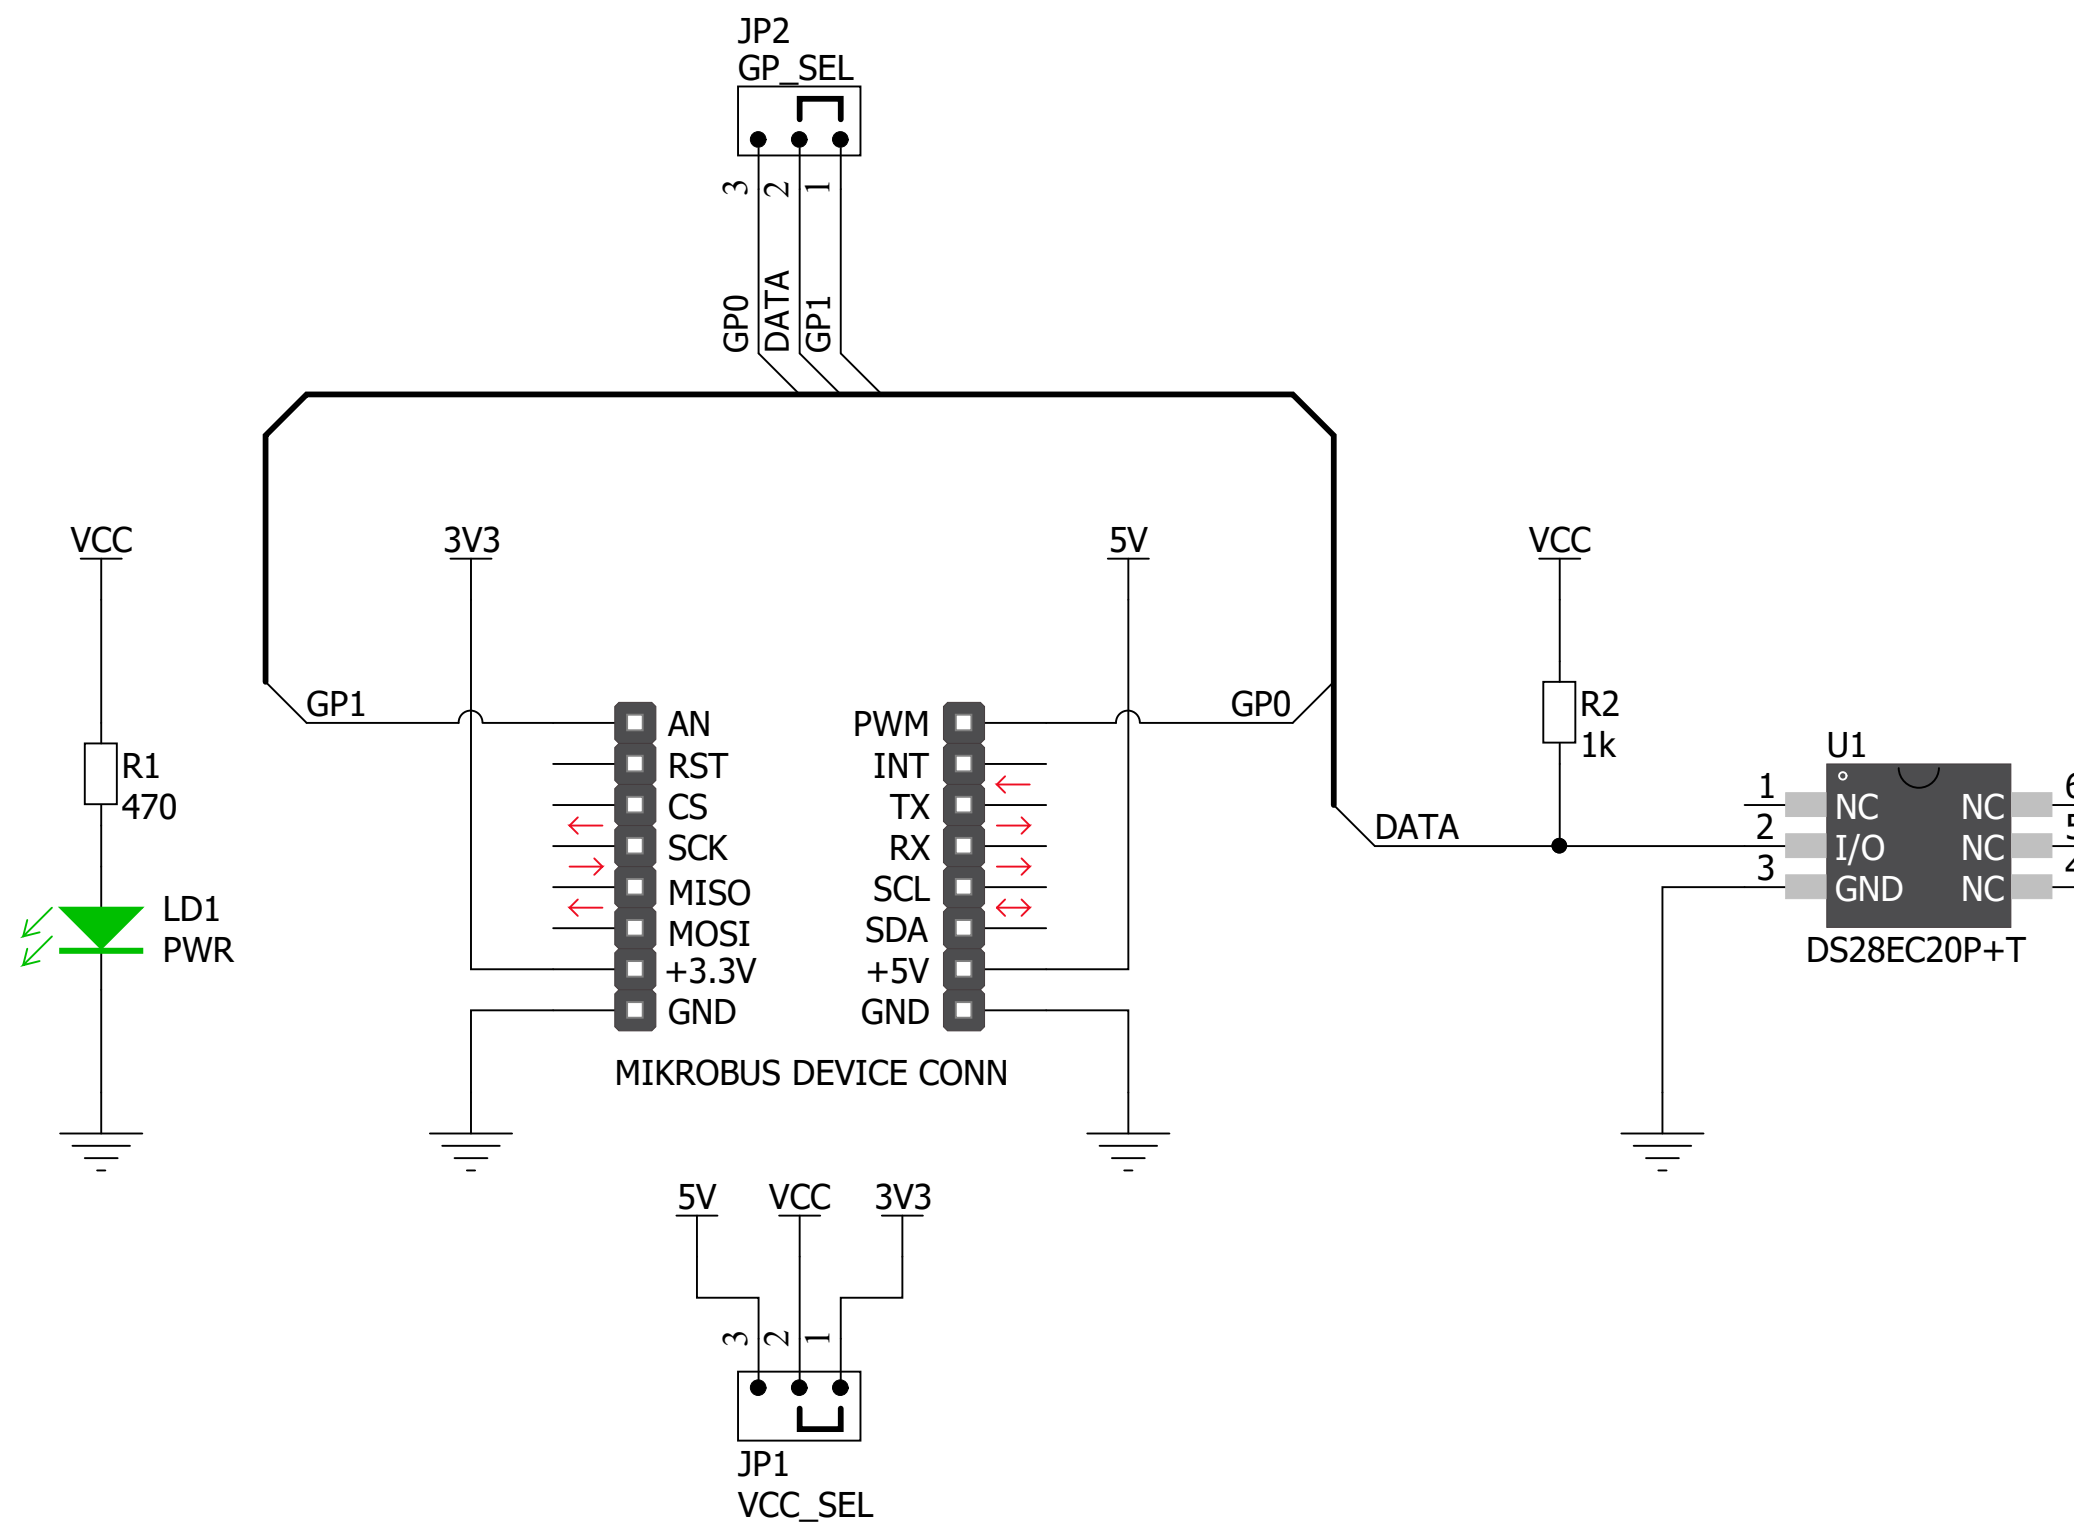 JP2
GP_SEL
3
2
1
GP0
DATA
GP1
VCC
3V3
5V
VCC
GP1
GP0
R1
470
R2
1k
LD1
PWR
AN
RST
CS
SCK
MISO
MOSI
+3.3V
GND
PWM
INT
TX
RX
SCL
SDA
+5V
GND
MIKROBUS DEVICE CONN
DATA
U1
1
2
3
NC
I/O
GND
NC
NC
NC
6
5
4
DS28EC20P+T
5V
VCC
3V3
3
2
1
JP1
VCC_SEL